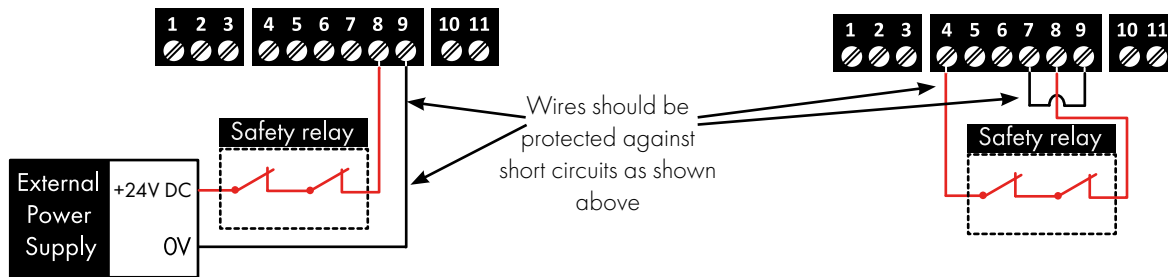 1 2 3 4 5 6 7 8 9 10 11
1 2 3 4 5 6 7 8 9 10 11
Wires should be
protected against
short circuits as shown
above
Safety relay
Safety relay
External
Power
Supply
+24V DC
0V